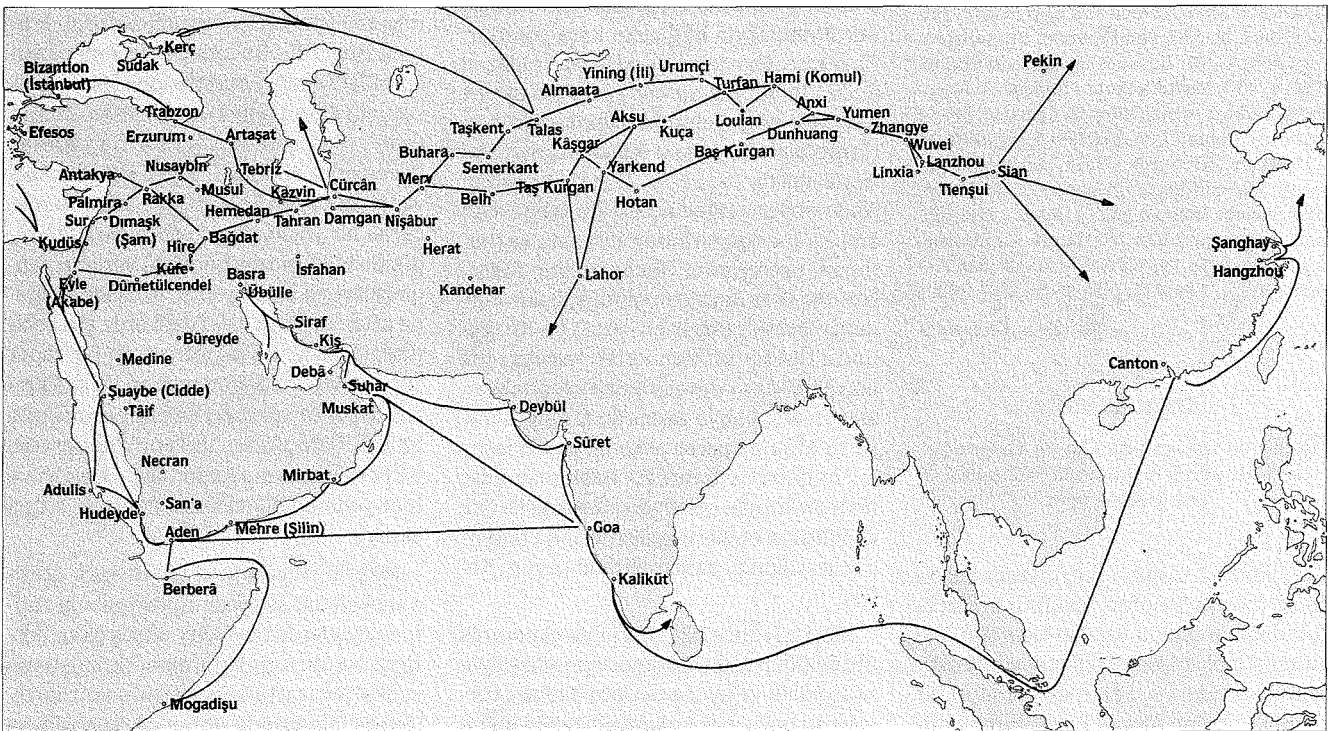 Kerç
Sudak
Bizantion
(İstanbul)
Efesos
Trabzon
Erzurum
Artaşat
Tebriz
Nusaybin
Antakya
Musul
Rakka
Palmira
Sur
Dımaşk
(Şam)
Kudüs
Eyle
(Akabe)
Dûmetülcendel
Hîre
Kûfe
Bağdat
Hemedan
Kazvin
Tahran
Cürcân
Damgan
Nîşâbur
Merv
Buhara
Semerkant
Taşkent
Talas
Almaata
Yining (İli)
Urumçi
Turfan
Hami (Komul)
Loulan
Anxi
Dunhuang
Yumen
Zhangye
Wuvei
Lanzhou
Linxia
Tienşui
Sian
Pekin
Aksu
Kuça
Kâşgar
Yarkend
Baş Kurgan
Hotan
Taş Kurgan
Belh
Herat
Kandehar
Lahor
İsfahan
Basra
Übülle
Siraf
Kiş
Büreyde
Medine
Debâ
Suhar
Muskat
Şuaybe (Cidde)
Tâif
Necran
San'a
Adulis
Hudeyde
Aden
Mehre (Şilin)
Mirbat
Berberâ
Mogadişu
Deybül
Sûret
Goa
Kaliküt
Şanghay
Hangzhou
Canton